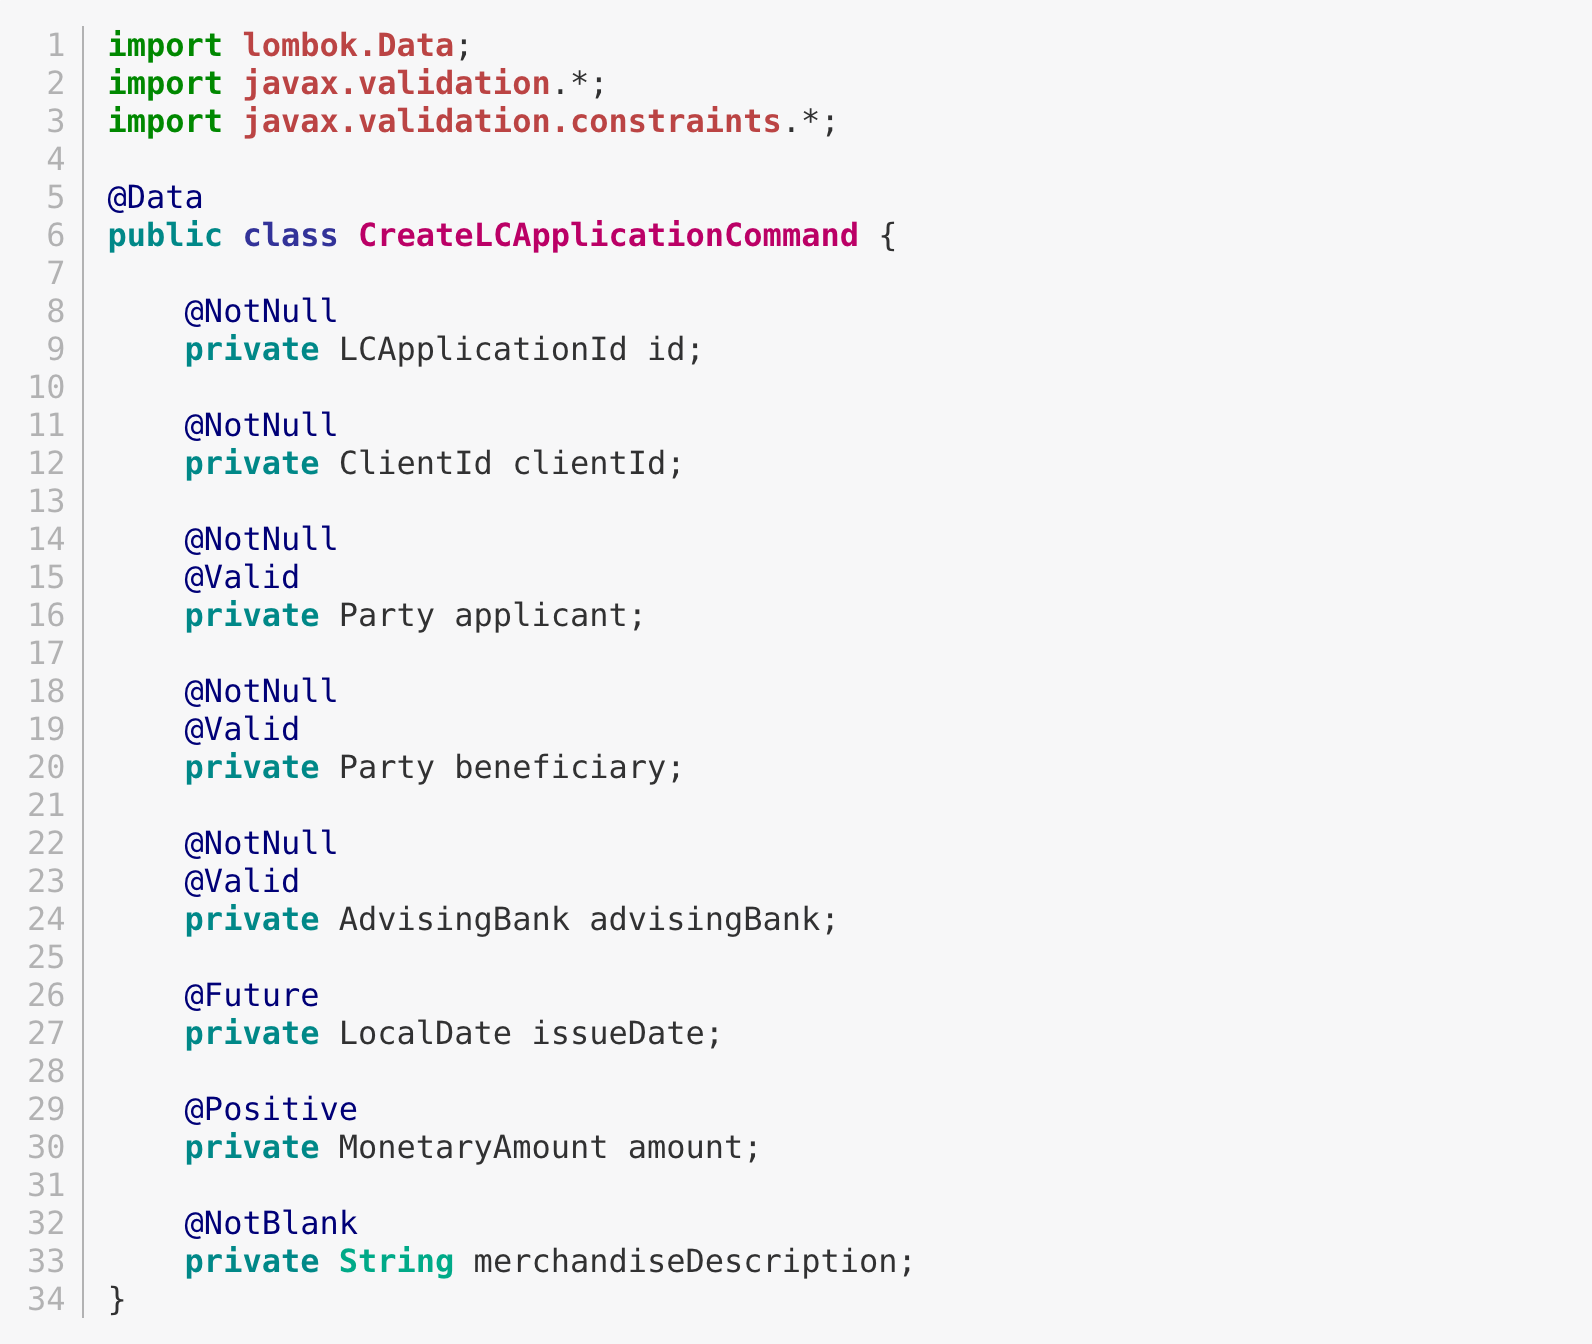 1 import lombok.Data;
2 import javax.validation.*;
3 import javax.validation.constraints.*;
4
5 @Data
6 public class CreateLCApplicationCommand {
7
8     @NotNull
9     private LCApplicationId id;
10
11     @NotNull
12     private ClientId clientId;
13
14     @NotNull
15     @Valid
16     private Party applicant;
17
18     @NotNull
19     @Valid
20     private Party beneficiary;
21
22     @NotNull
23     @Valid
24     private AdvisingBank advisingBank;
25
26     @Future
27     private LocalDate issueDate;
28
29     @Positive
30     private MonetaryAmount amount;
31
32     @NotBlank
33     private String merchandiseDescription;
34 }